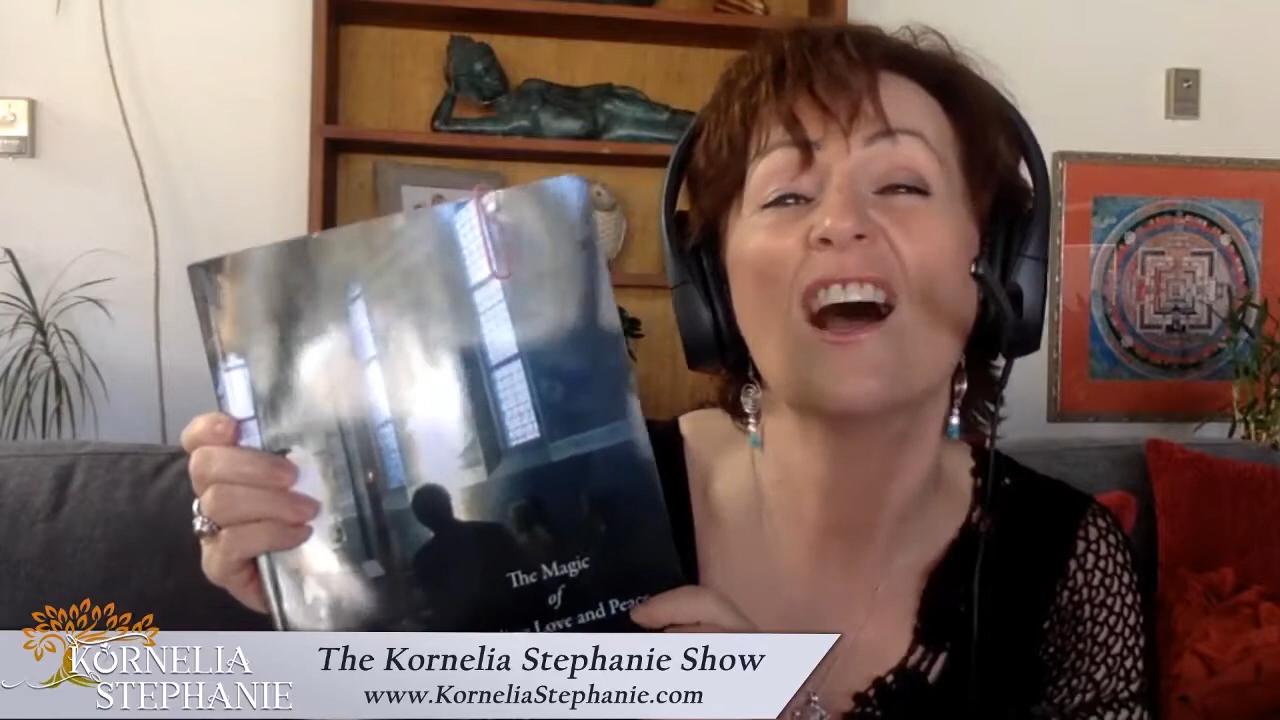 The Magic
of
Love and Peace
KORNELIA
STEPHANIE
The Kornelia Stephanie Show
www.KorneliaStephanie.com